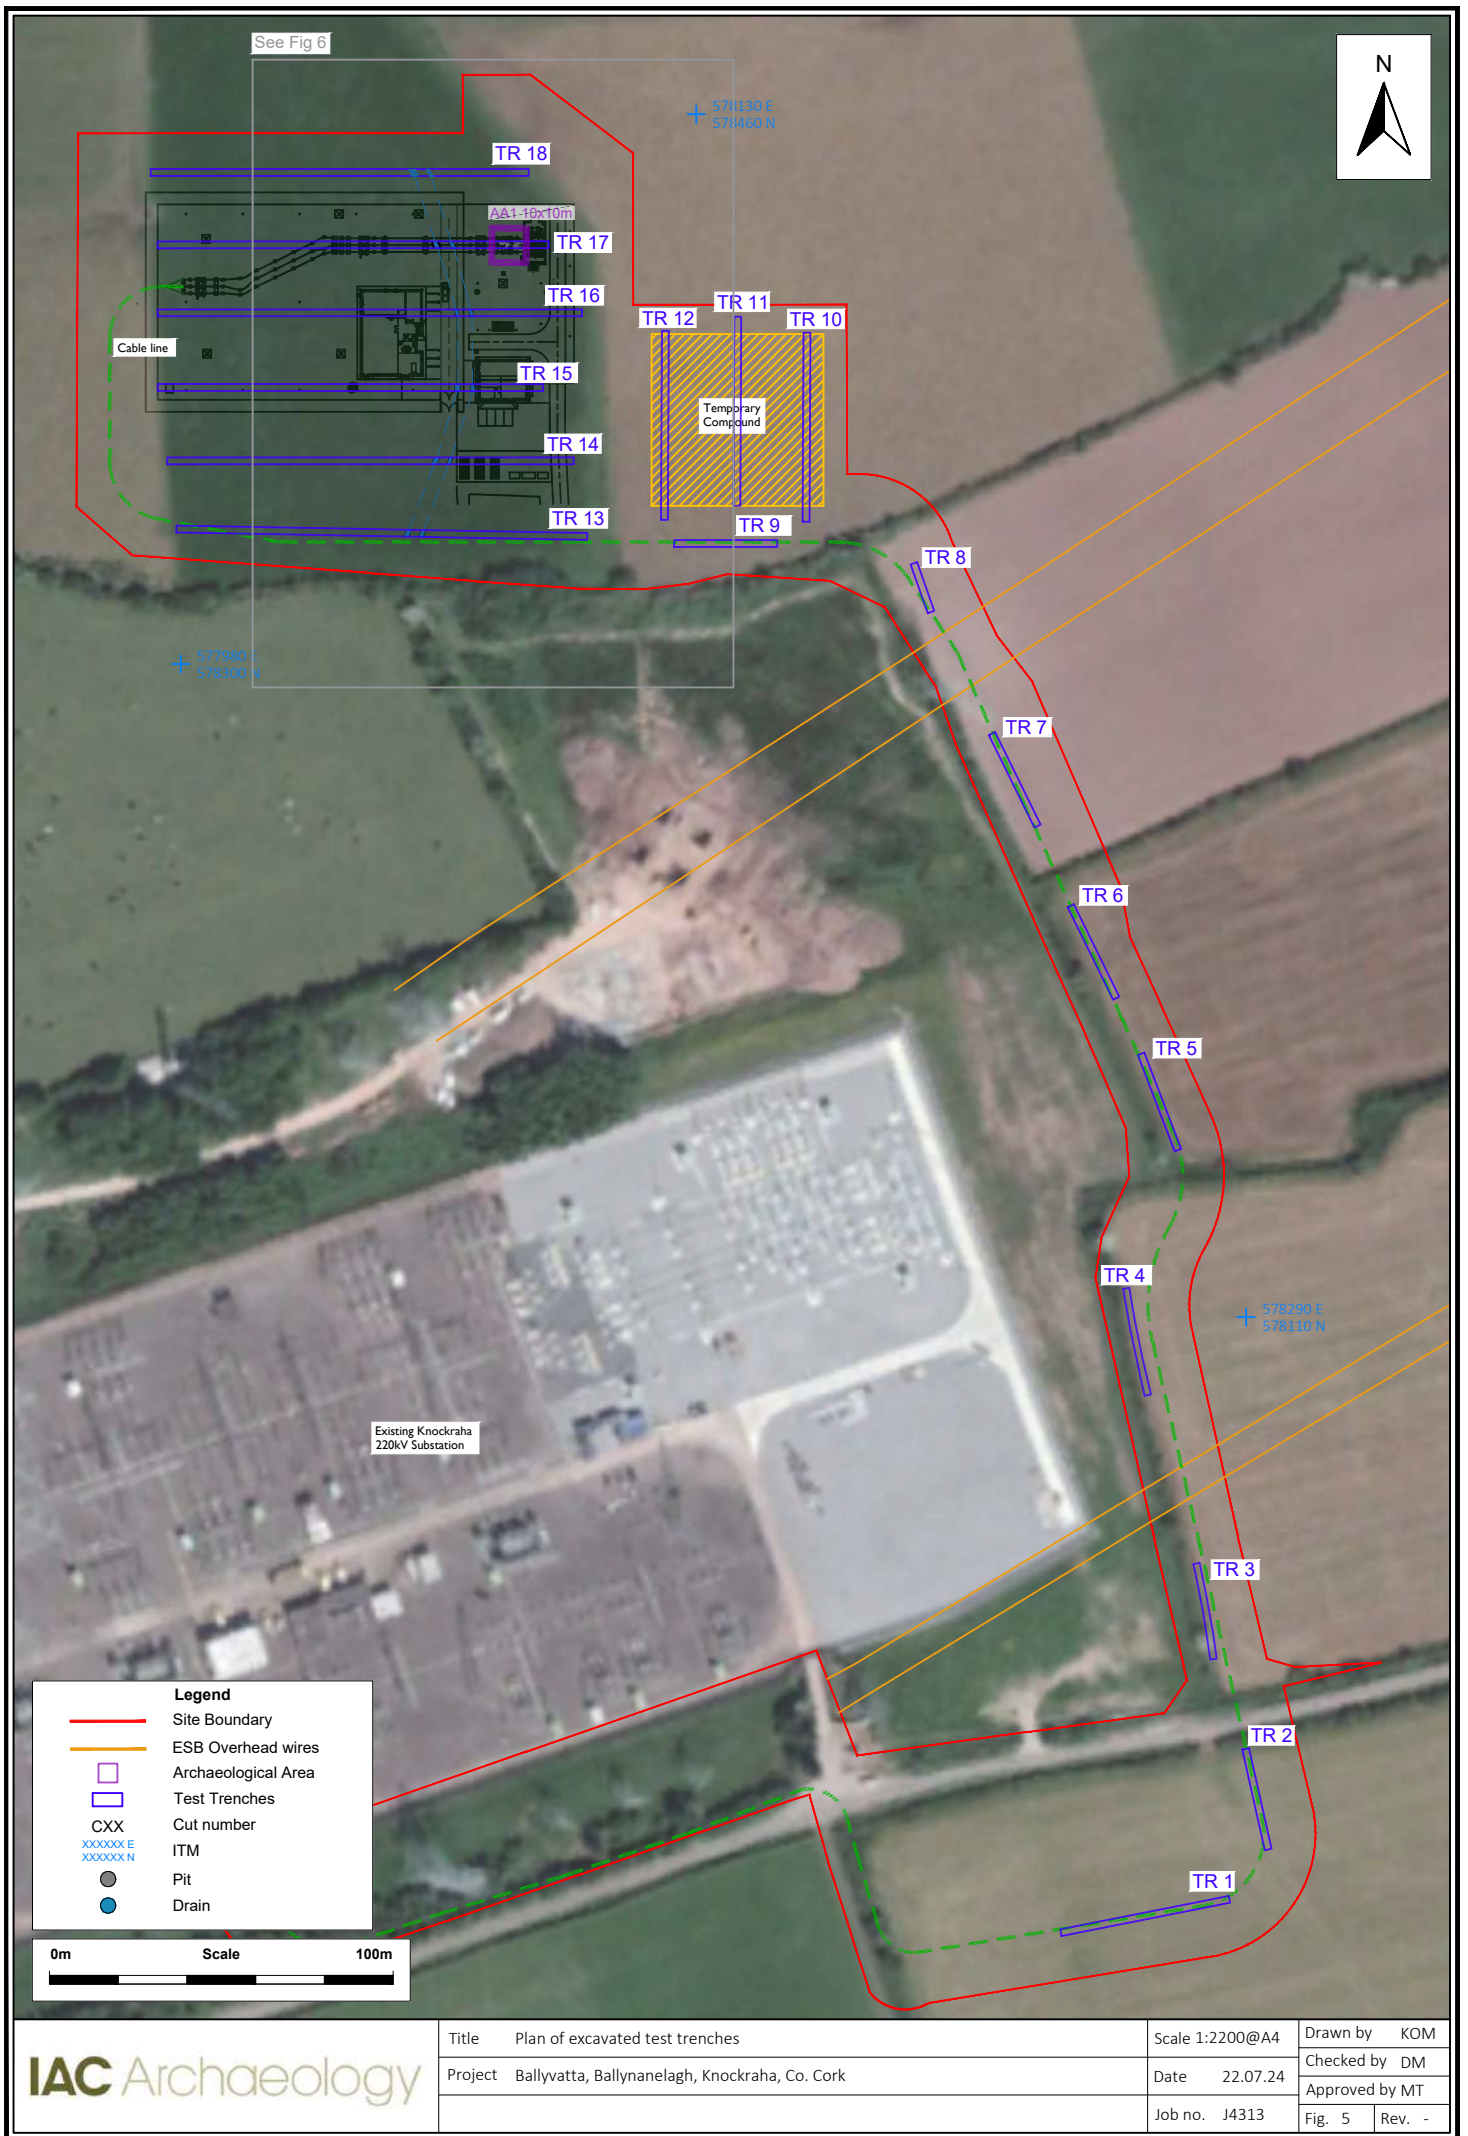 See Fig 6
N
578130 E
578460 N
TR 18
AA1-10x10m
TR 17
TR 16
TR 11
TR 12
TR 10
Cable line
TR 15
Temporary
Compound
TR 14
TR 13
TR 9
TR 8
577980 E
578300 N
TR 7
TR 6
TR 5
TR 4
578290 E
578110 N
Existing Knockraha
220kV Substation
TR 3
TR 2
TR 1
Legend
Site Boundary
ESB Overhead wires
Archaeological Area
Test Trenches
CXX Cut number
XXXXXX E
XXXXXX N
ITM
Pit
Drain
0m Scale 100m
IAC Archaeology
Title Plan of excavated test trenches
Project Ballyvatta, Ballynanelagh, Knockraha, Co. Cork
Scale 1:2200@A4
Date 22.07.24
Job no. J4313
Drawn by KOM
Checked by DM
Approved by MT
Fig. 5 Rev. -